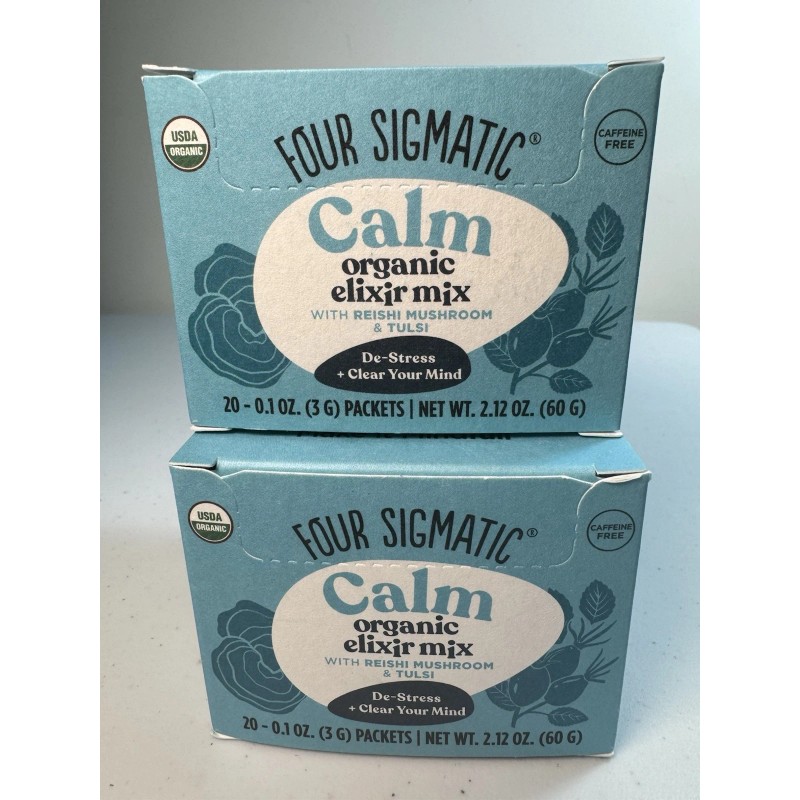 USDA
ORGANIC
FOUR SIGMATIC®
CAFFEINE
FREE
Calm
organic
elixir mix
WITH REISHI MUSHROOM
& TULSI
De-Stress
+ Clear Your Mind
20 - 0.1 OZ. (3 G) PACKETS | NET WT. 2.12 OZ. (60 G)
USDA
ORGANIC
FOUR SIGMATIC®
CAFFEINE
FREE
Calm
organic
elixir mix
WITH REISHI MUSHROOM
& TULSI
De-Stress
+ Clear Your Mind
20 - 0.1 OZ. (3 G) PACKETS | NET WT. 2.12 OZ. (60 G)